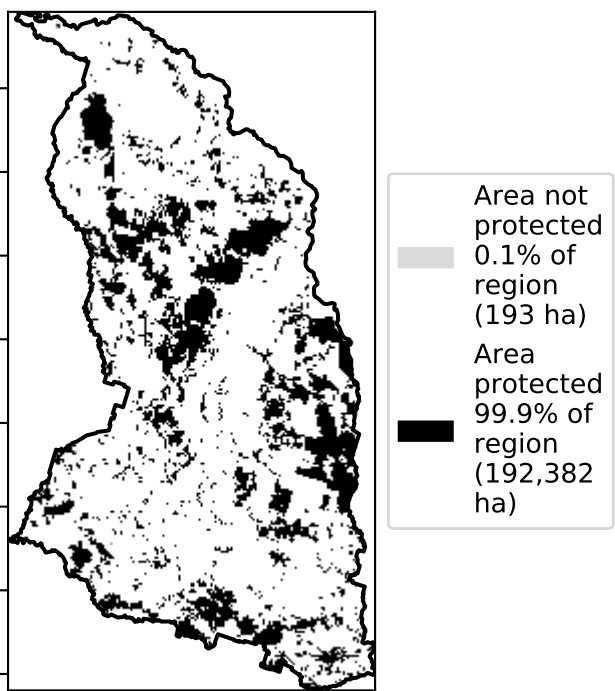 Area not
protected
0.1% of
region
(193 ha)
Area
protected
99.9% of
region
(192,382
ha)